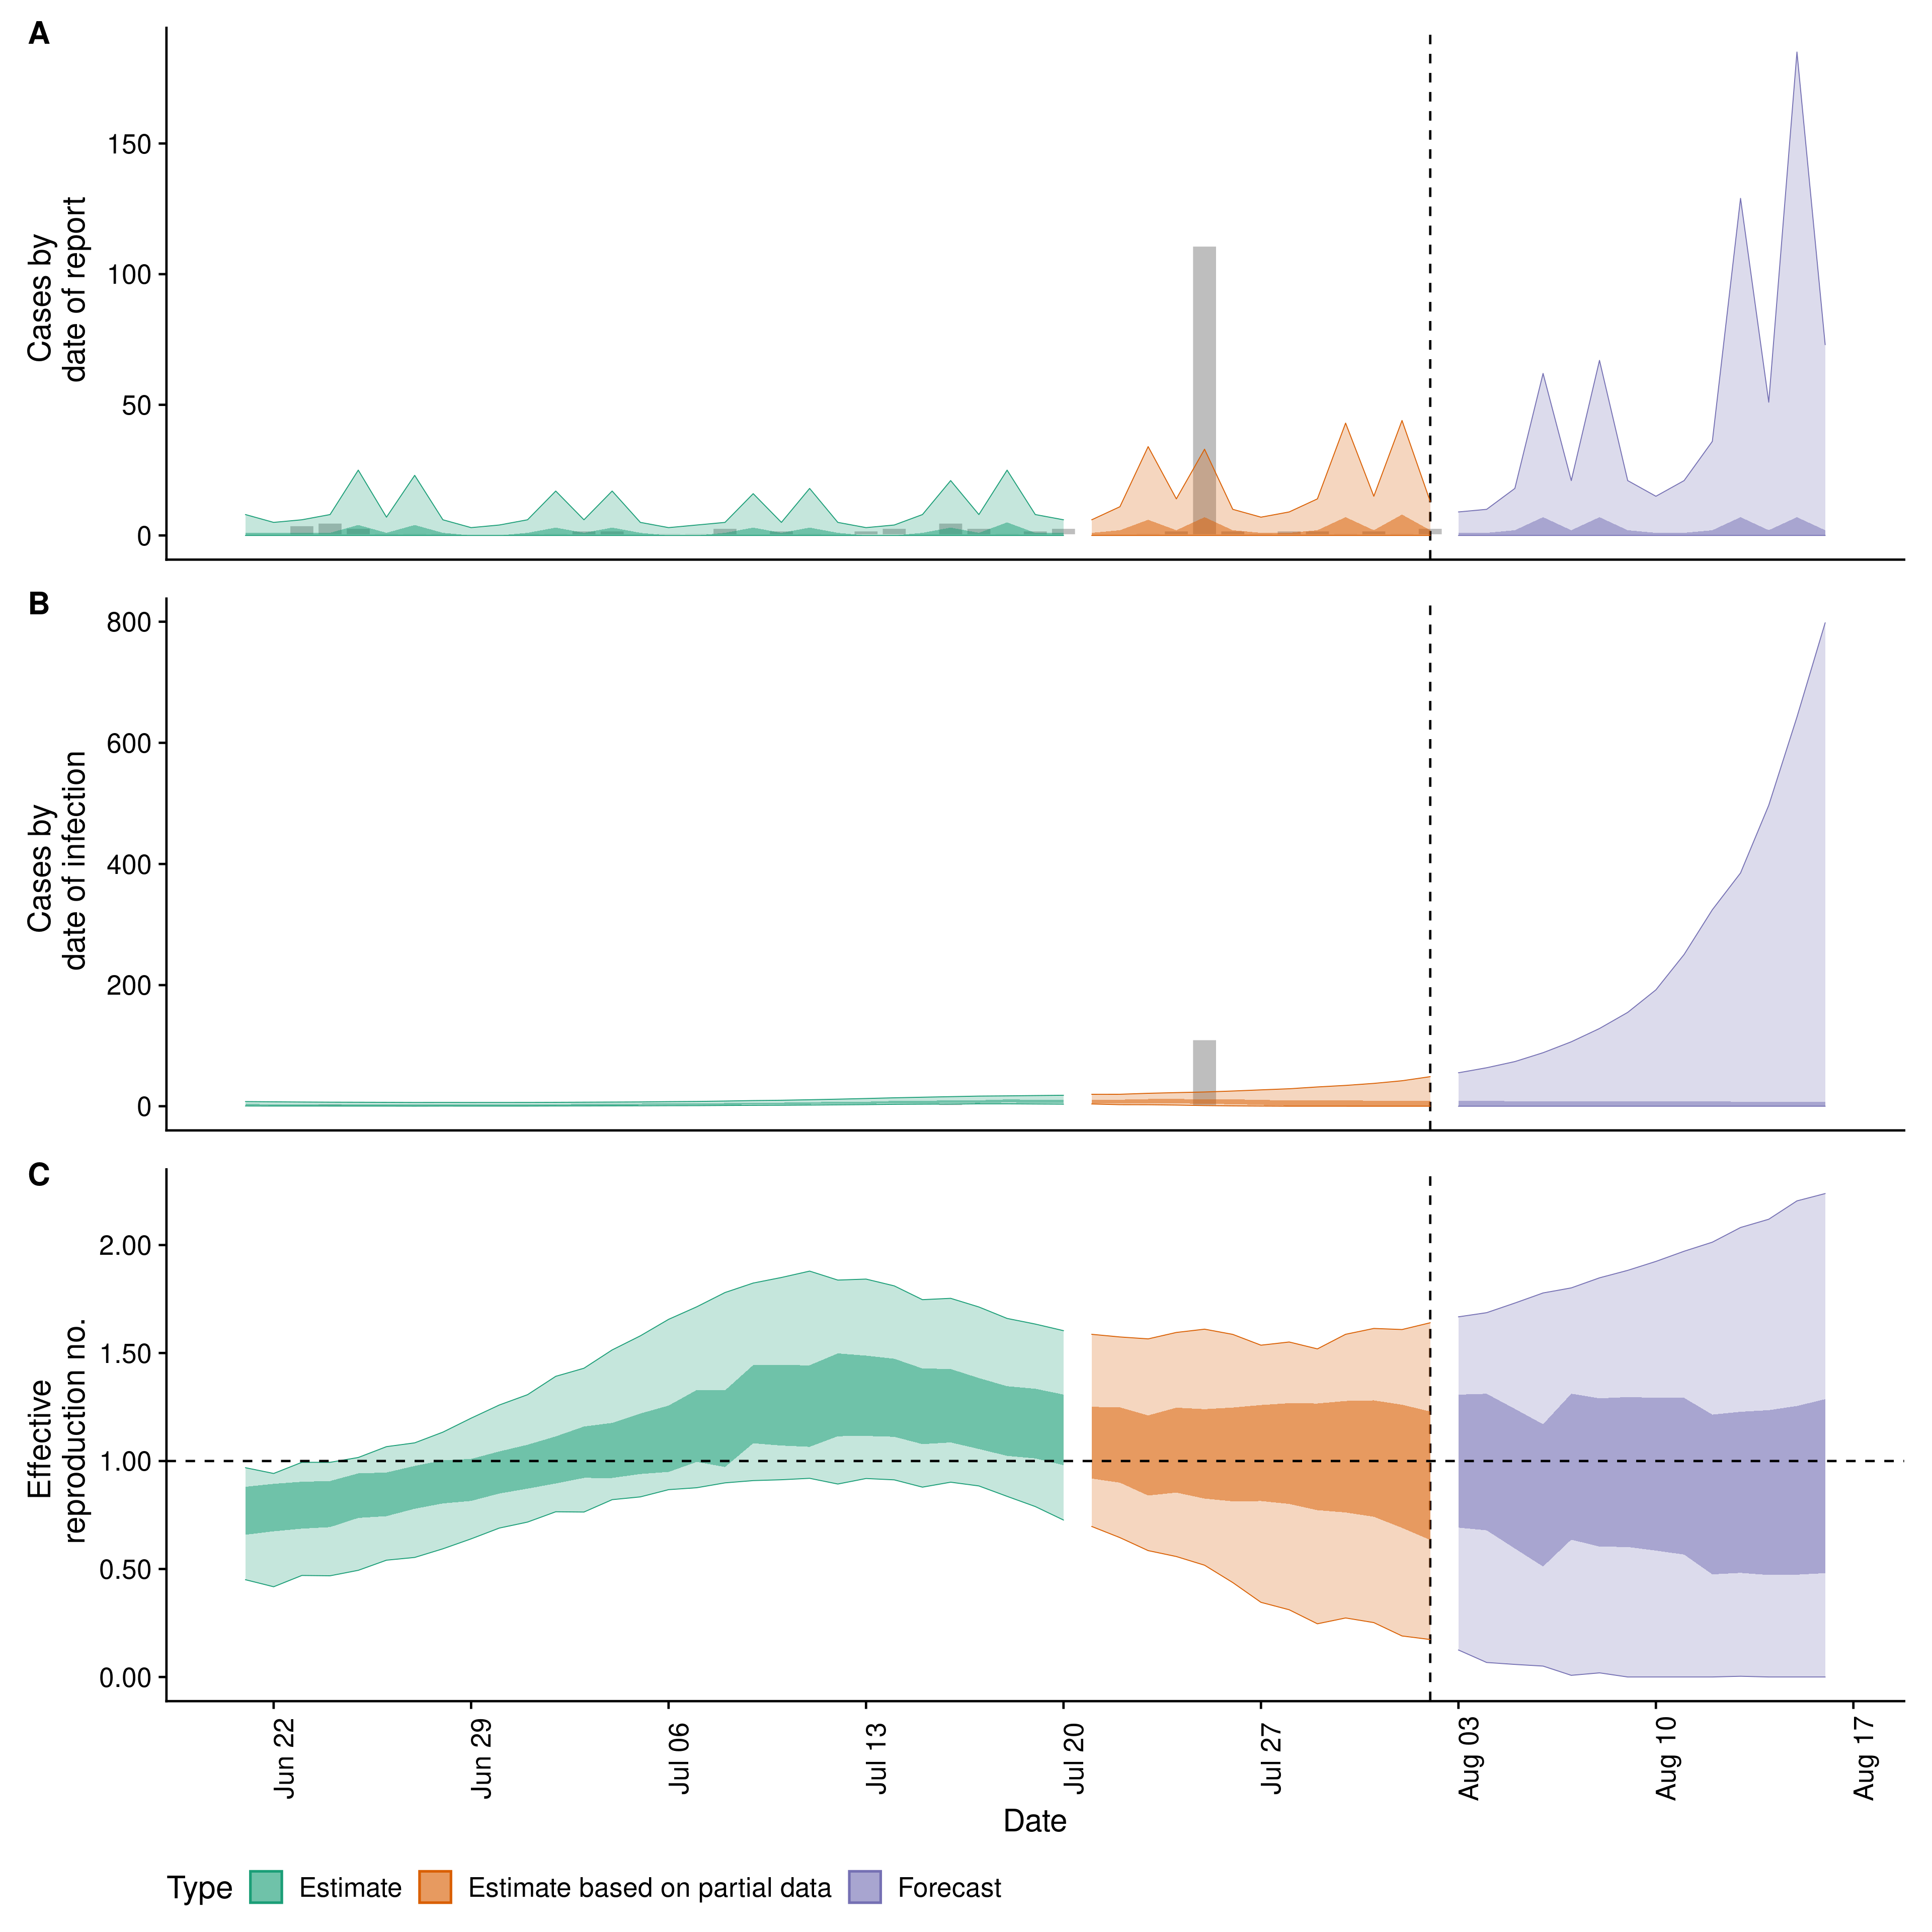 A
Cases by
date of report
150
100
50
0
B
Cases by
date of infection
800
600
400
200
0
C
Effective
reproduction no.
2.00
1.50
1.00
0.50
0.00
Jun 22
Jun 29
Jul 06
Jul 13
Jul 20
Jul 27
Aug 03
Aug 10
Aug 17
Date
Type Estimate Estimate based on partial data Forecast